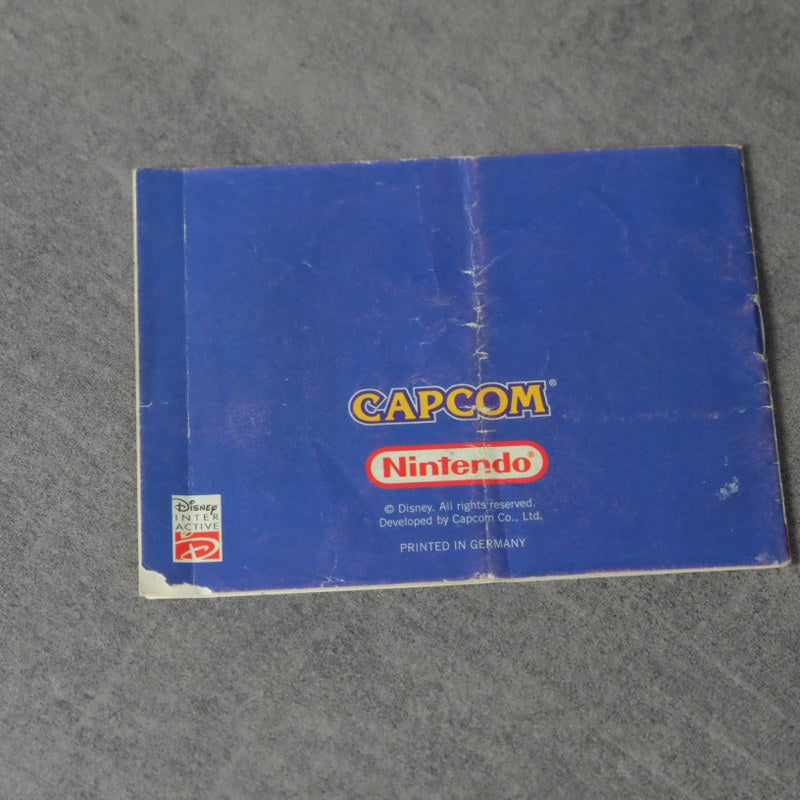 CAPCOM®
Nintendo®
© Disney. All rights reserved.
Developed by Capcom Co., Ltd.
PRINTED IN GERMANY
Disney
INTER
ACTIVE
D